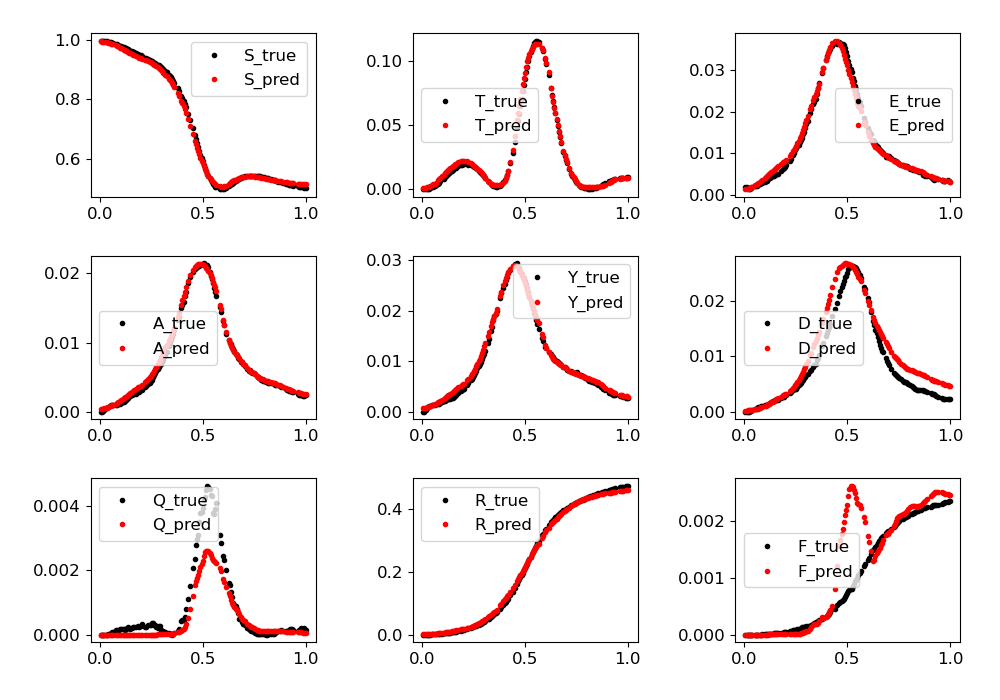 1.0
0.8
0.6
0.0 0.5 1.0
S_true
S_pred
0.10
0.05
0.00
0.0 0.5 1.0
T_true
T_pred
0.03
0.02
0.01
0.00
0.0 0.5 1.0
E_true
E_pred
0.02
0.01
0.00
0.0 0.5 1.0
A_true
A_pred
0.03
0.02
0.01
0.00
0.0 0.5 1.0
Y_true
Y_pred
0.02
0.01
0.00
0.0 0.5 1.0
D_true
D_pred
0.004
0.002
0.000
0.0 0.5 1.0
Q_true
Q_pred
0.4
0.2
0.0
0.0 0.5 1.0
R_true
R_pred
0.002
0.001
0.000
0.0 0.5 1.0
F_true
F_pred